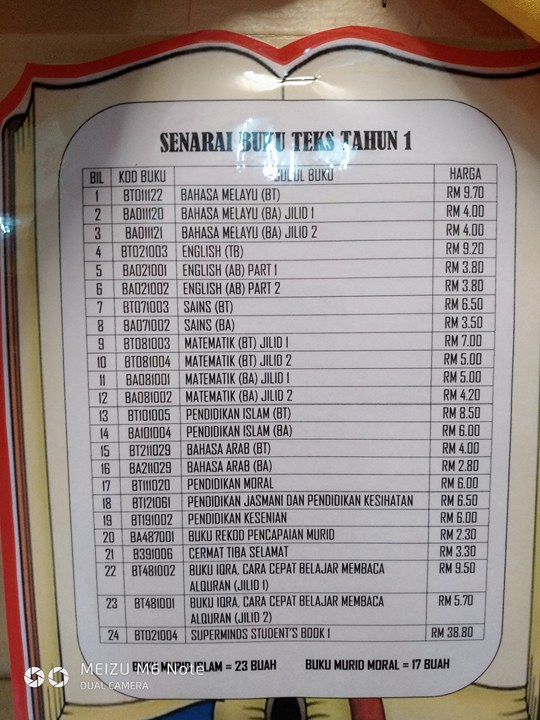 SENARAI BUKU TEKS TAHUN 1
BIL KOD BUKU JUDUL BUKU HARGA
1 BT011122 BAHASA MELAYU (BT) RM 9.70
2 BA011120 BAHASA MELAYU (BA) JILID 1 RM 4.00
3 BA011121 BAHASA MELAYU (BA) JILID 2 RM 4.00
4 BT021003 ENGLISH (TB) RM 9.20
5 BA021001 ENGLISH (AB) PART 1 RM 3.80
6 BA021002 ENGLISH (AB) PART 2 RM 3.80
7 BT071003 SAINS (BT) RM 6.50
8 BA071002 SAINS (BA) RM 3.50
9 BT081003 MATEMATIK (BT) JILID 1 RM 7.00
10 BT081004 MATEMATIK (BT) JILID 2 RM 5.00
11 BA081001 MATEMATIK (BA) JILID 1 RM 5.00
12 BA081002 MATEMATIK (BA) JILID 2 RM 4.20
13 BT101005 PENDIDIKAN ISLAM (BT) RM 8.50
14 BA101004 PENDIDIKAN ISLAM (BA) RM 6.00
15 BT211029 BAHASA ARAB (BT) RM 4.00
16 BA211029 BAHASA ARAB (BA) RM 2.80
17 BT111020 PENDIDIKAN MORAL RM 6.00
18 BT121061 PENDIDIKAN JASMANI DAN PENDIDIKAN KESIHATAN RM 6.50
19 BT191002 PENDIDIKAN KESENIAN RM 6.00
20 BA487001 BUKU REKOD PENCAPAIAN MURID RM 2.30
21 B391006 CERMAT TIBA SELAMAT RM 3.30
22 BT481002 BUKU IQRA, CARA CEPAT BELAJAR MEMBACA RM 9.50
ALQURAN (JILID 1)
23 BT481001 BUKU IQRA, CARA CEPAT BELAJAR MEMBACA RM 5.70
ALQURAN (JILID 2)
24 BT021004 SUPERMINDS STUDENT'S BOOK 1 RM 38.80
BUKU MURID ISLAM = 23 BUAH BUKU MURID MORAL = 17 BUAH
MEIZU M6 Note
DUAL CAMERA